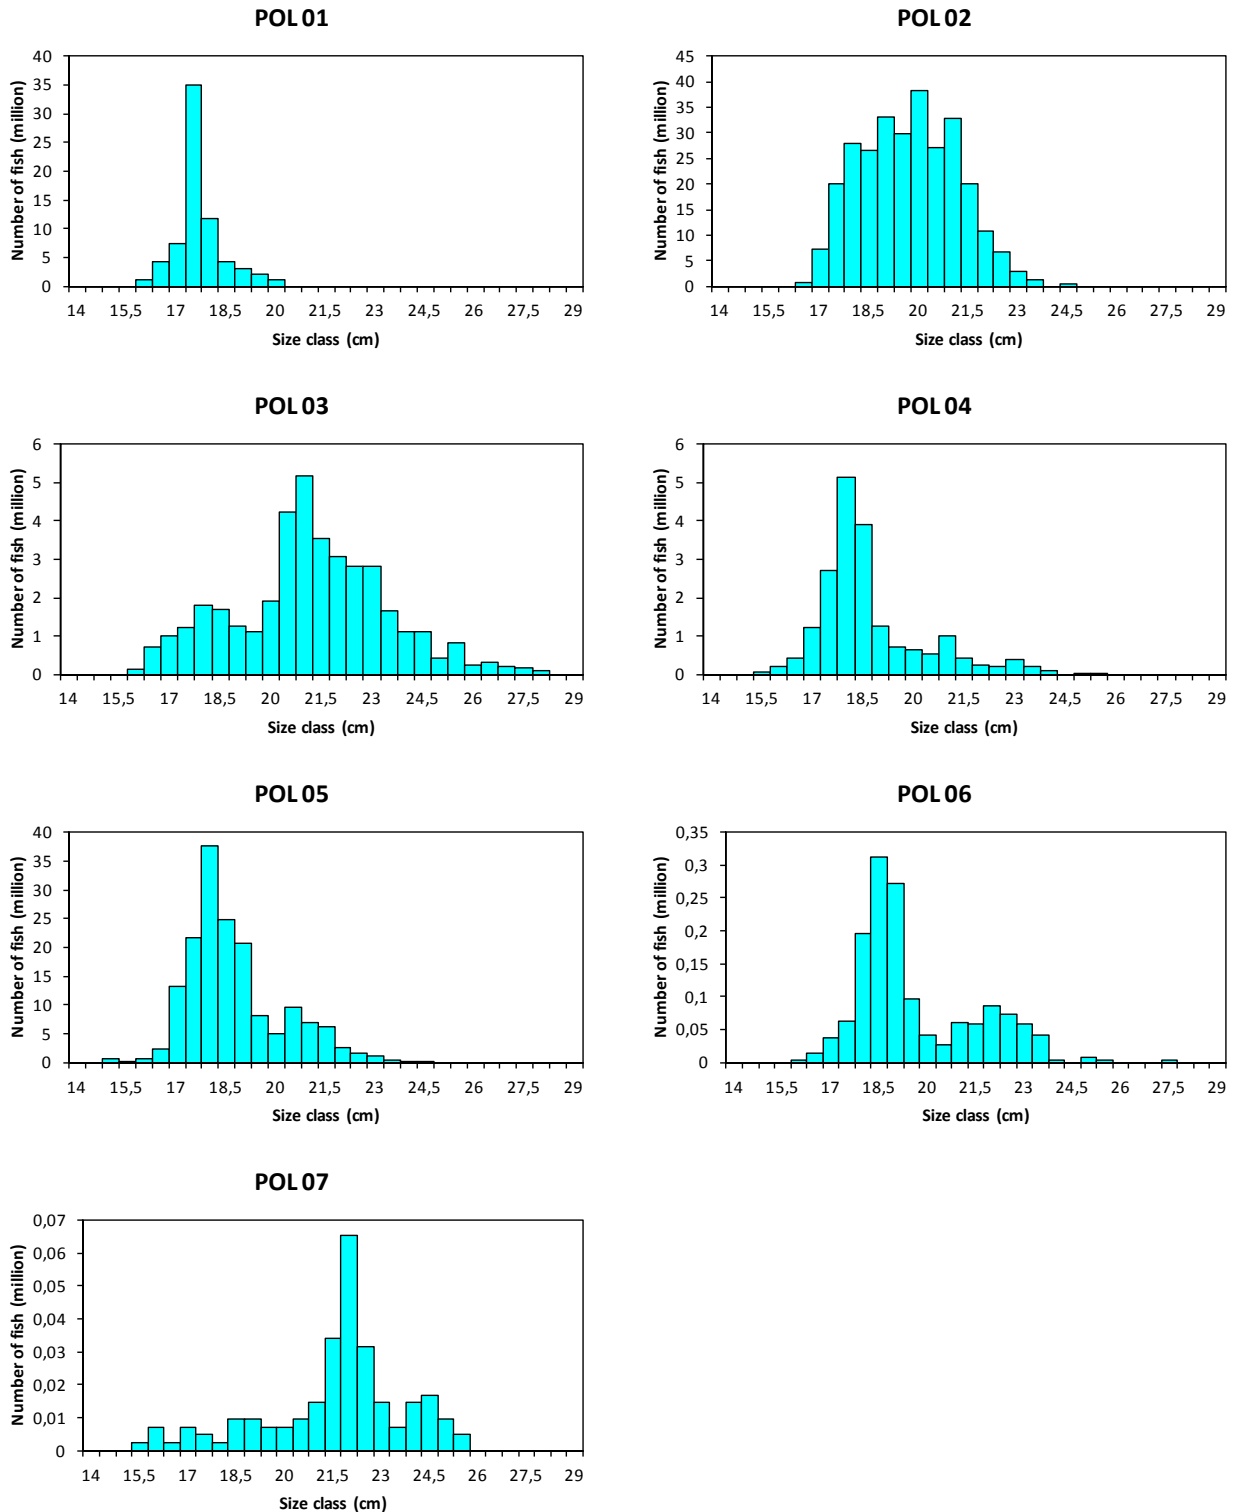 POL 01
40
35
30
25
20
15
10
5
0
Number of fish (million)
14 15,5 17 18,5 20 21,5 23 24,5 26 27,5 29
Size class (cm)
POL 02
45
40
35
30
25
20
15
10
5
0
Number of fish (million)
14 15,5 17 18,5 20 21,5 23 24,5 26 27,5 29
Size class (cm)
POL 03
6
5
4
3
2
1
0
Number of fish (million)
14 15,5 17 18,5 20 21,5 23 24,5 26 27,5 29
Size class (cm)
POL 04
6
5
4
3
2
1
0
Number of fish (million)
14 15,5 17 18,5 20 21,5 23 24,5 26 27,5 29
Size class (cm)
POL 05
40
35
30
25
20
15
10
5
0
Number of fish (million)
14 15,5 17 18,5 20 21,5 23 24,5 26 27,5 29
Size class (cm)
POL 06
0,35
0,3
0,25
0,2
0,15
0,1
0,05
0
Number of fish (million)
14 15,5 17 18,5 20 21,5 23 24,5 26 27,5 29
Size class (cm)
POL 07
0,07
0,06
0,05
0,04
0,03
0,02
0,01
0
Number of fish (million)
14 15,5 17 18,5 20 21,5 23 24,5 26 27,5 29
Size class (cm)